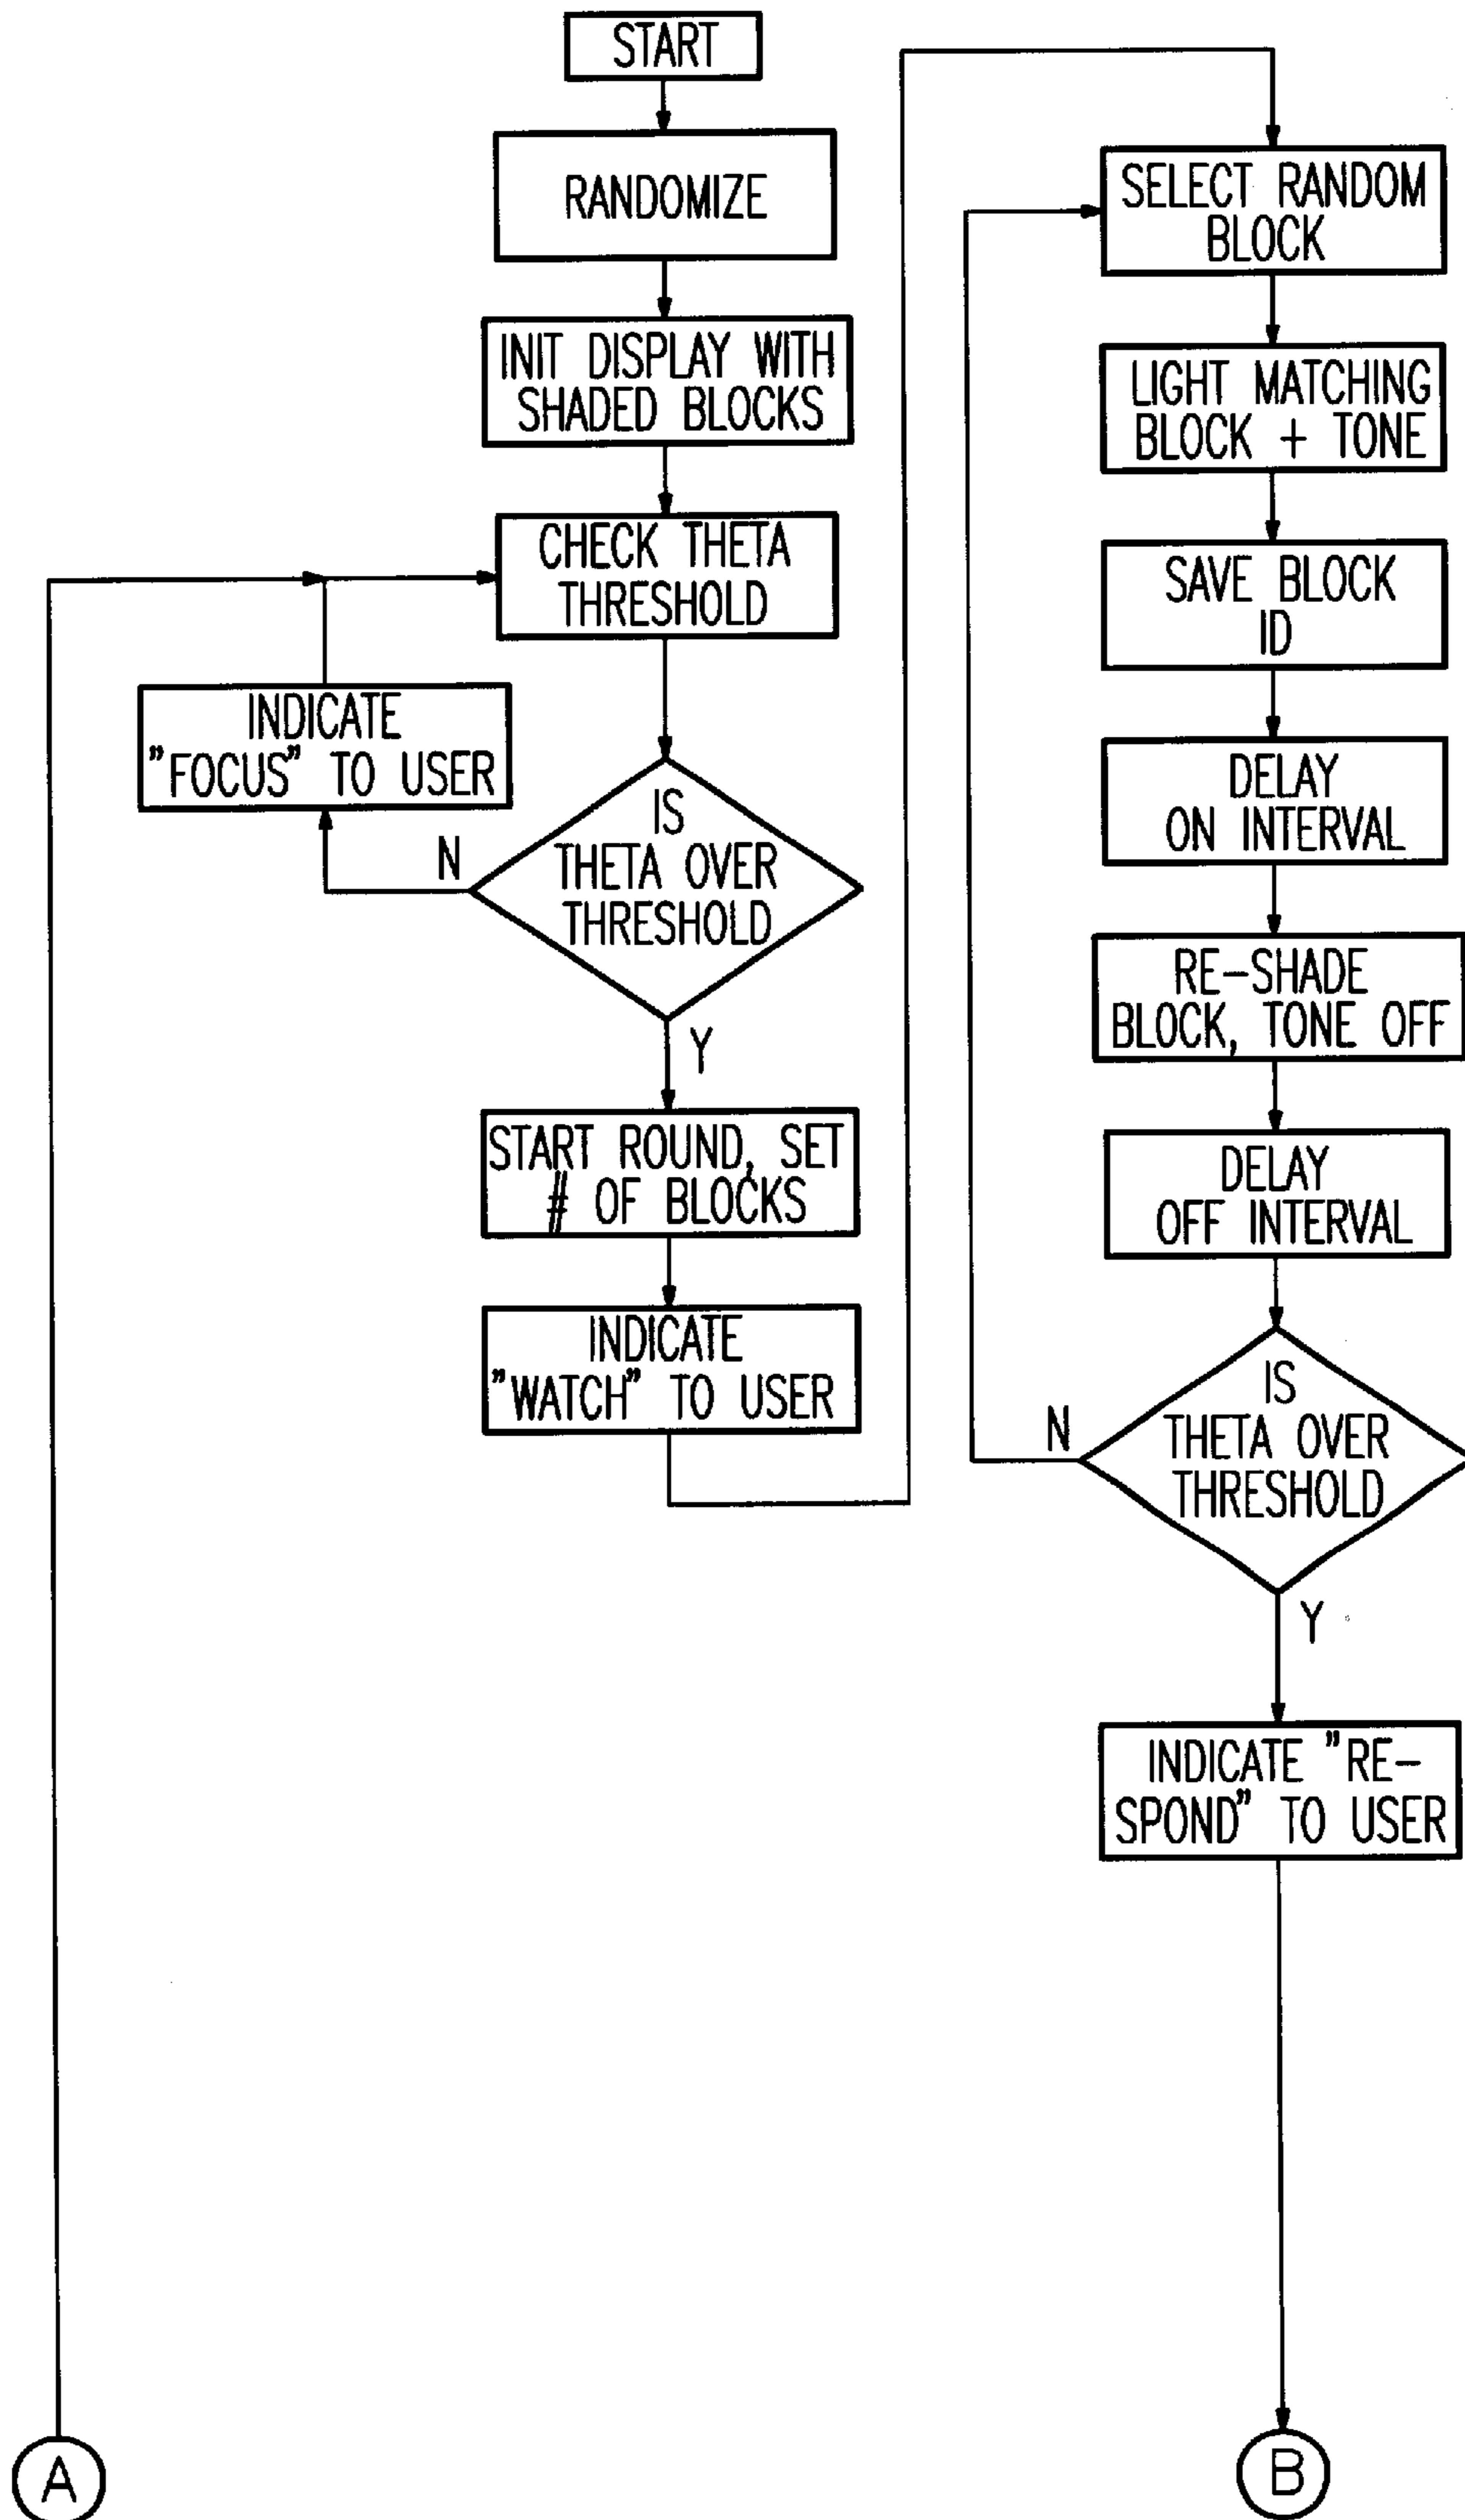 START
RANDOMIZE
INIT DISPLAY WITH
SHADED BLOCKS
CHECK THETA
THRESHOLD
INDICATE
"FOCUS" TO USER
N
IS
THETA OVER
THRESHOLD
Y
START ROUND, SET
# OF BLOCKS
INDICATE
"WATCH" TO USER
SELECT RANDOM
BLOCK
LIGHT MATCHING
BLOCK + TONE
SAVE BLOCK
ID
DELAY
ON INTERVAL
RE-SHADE
BLOCK, TONE OFF
DELAY
OFF INTERVAL
N
IS
THETA OVER
THRESHOLD
Y
INDICATE "RE-
SPOND" TO USER
A
B